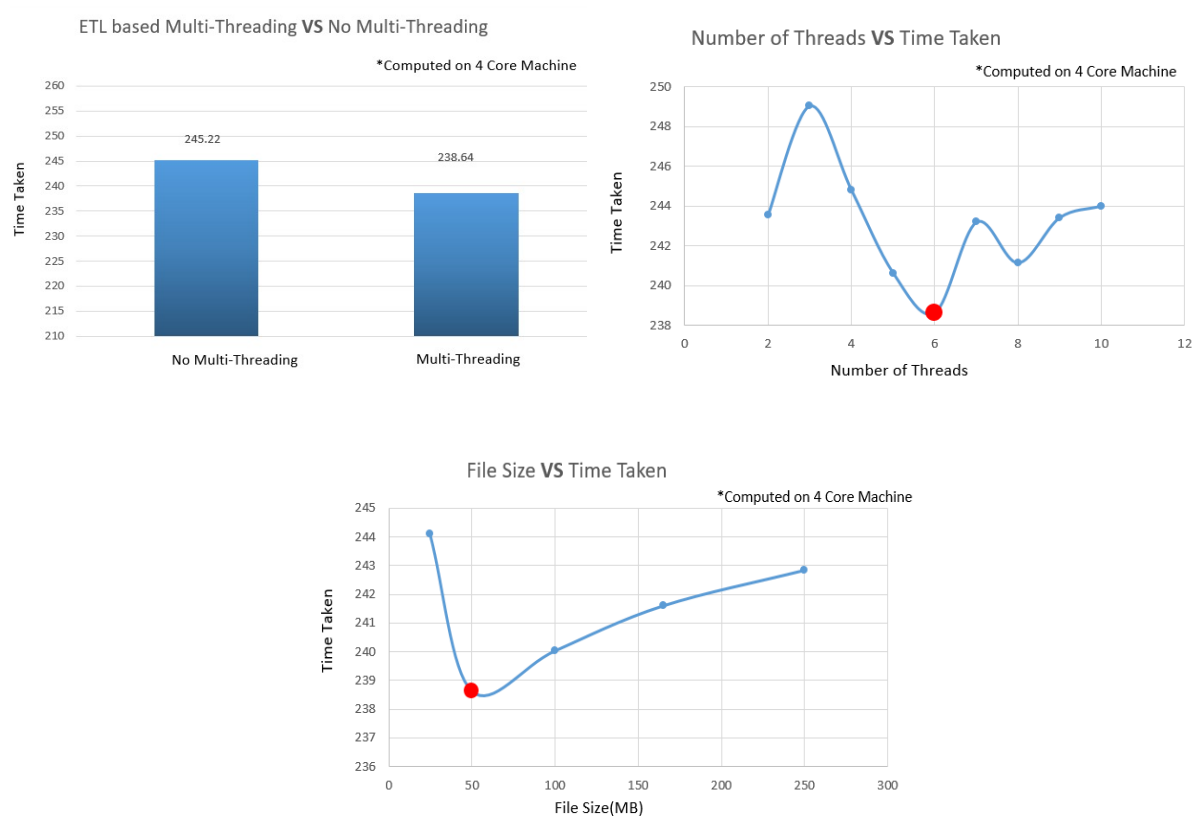 ETL based Multi-Threading VS No Multi-Threading
*Computed on 4 Core Machine
Time Taken
260
255
250
245
240
235
230
225
220
215
210
245.22
238.64
No Multi-Threading
Multi-Threading
Number of Threads VS Time Taken
*Computed on 4 Core Machine
Time Taken
250
248
246
244
242
240
238
0 2 4 6 8 10 12
Number of Threads
File Size VS Time Taken
*Computed on 4 Core Machine
Time Taken
245
244
243
242
241
240
239
238
237
236
0 50 100 150 200 250 300
File Size(MB)